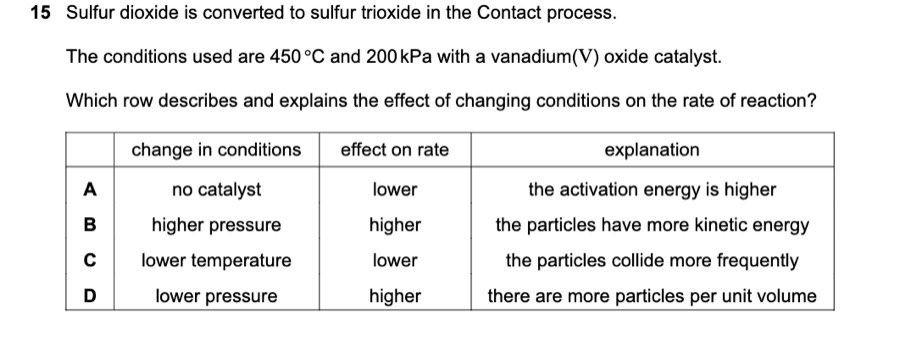 15 Sulfur dioxide is converted to sulfur trioxide in the Contact process.
The conditions used are 450 °C and 200 kPa with a vanadium(V) oxide catalyst.
Which row describes and explains the effect of changing conditions on the rate of reaction?
change in conditions effect on rate explanation
A no catalyst lower the activation energy is higher
B higher pressure higher the particles have more kinetic energy
C lower temperature lower the particles collide more frequently
D lower pressure higher there are more particles per unit volume